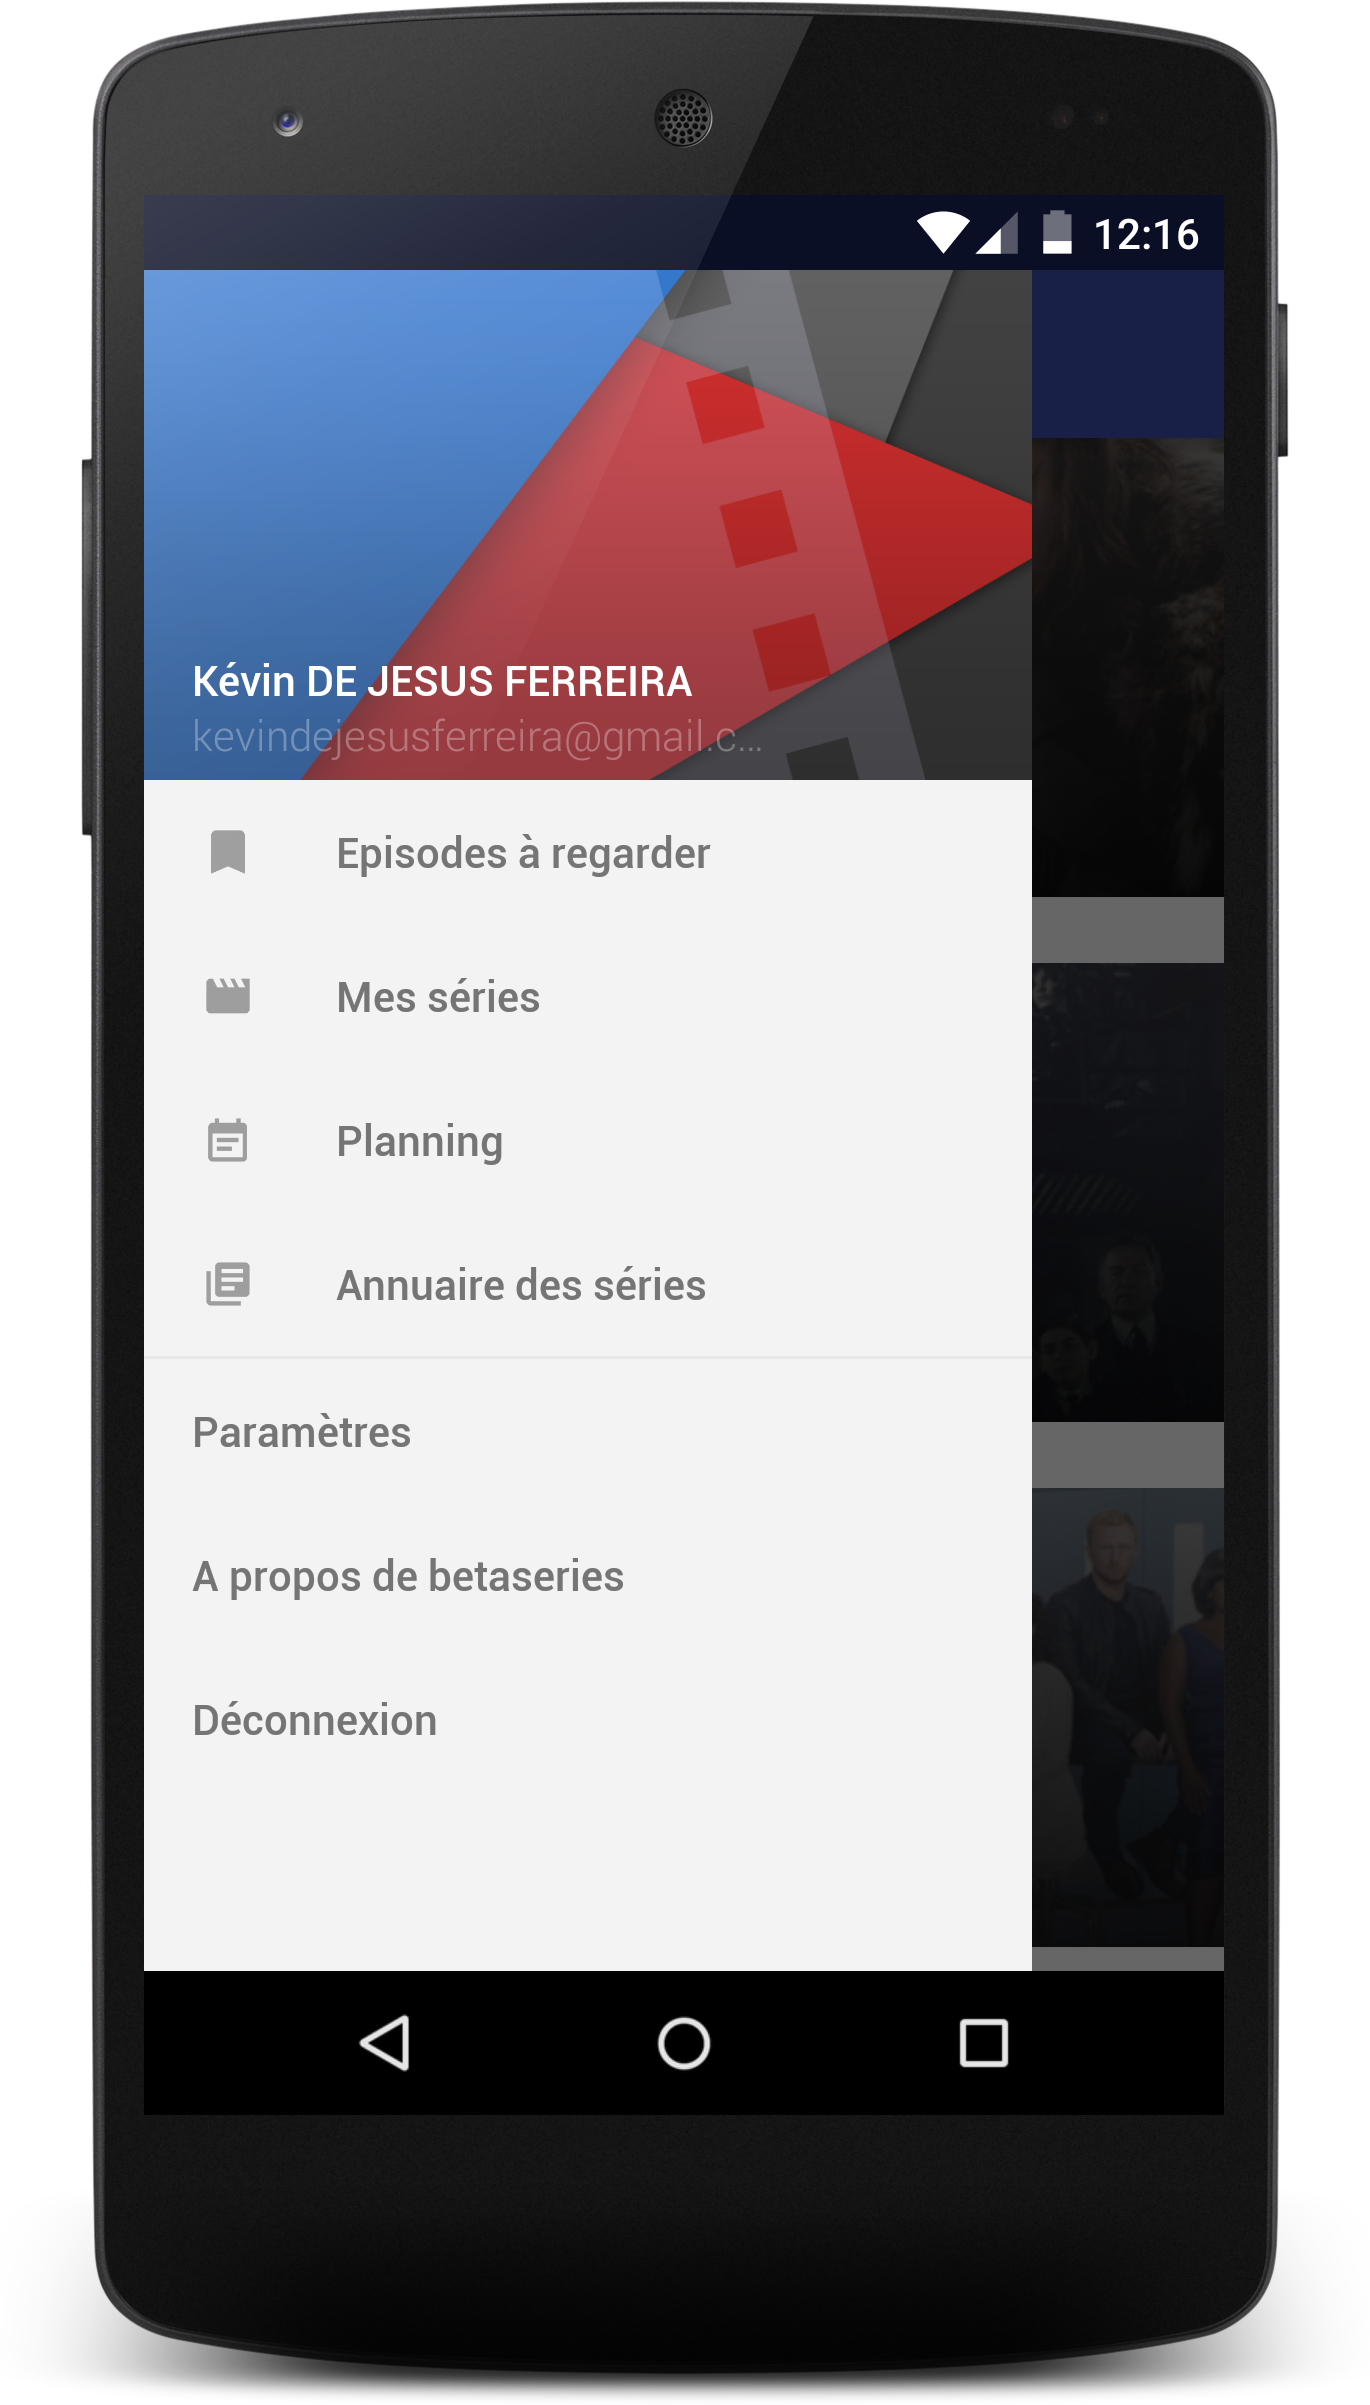 12:16
Kévin DE JESUS FERREIRA
kevindejesusferreira@gmail.c...
Episodes à regarder
Mes séries
Planning
Annuaire des séries
Paramètres
A propos de betaseries
Déconnexion